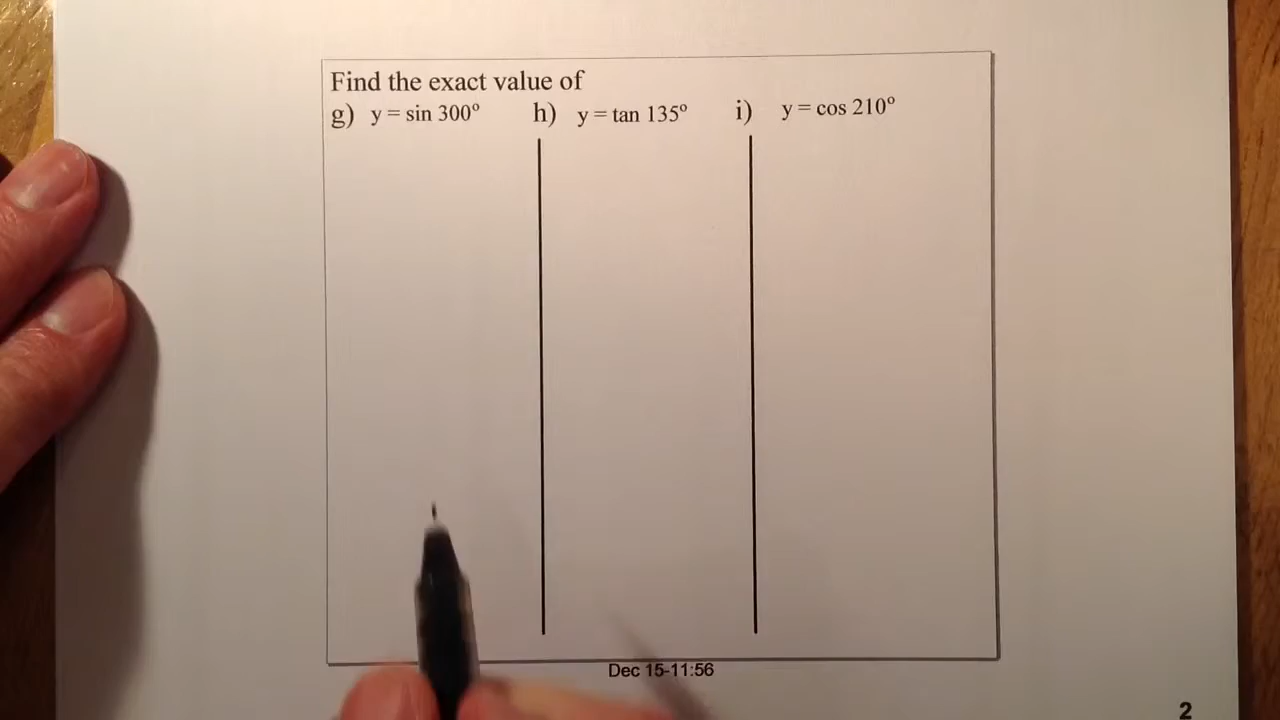 Find the exact value of
g) y = sin 300° h) y = tan 135° i) y = cos 210°
Dec 15-11:56
2